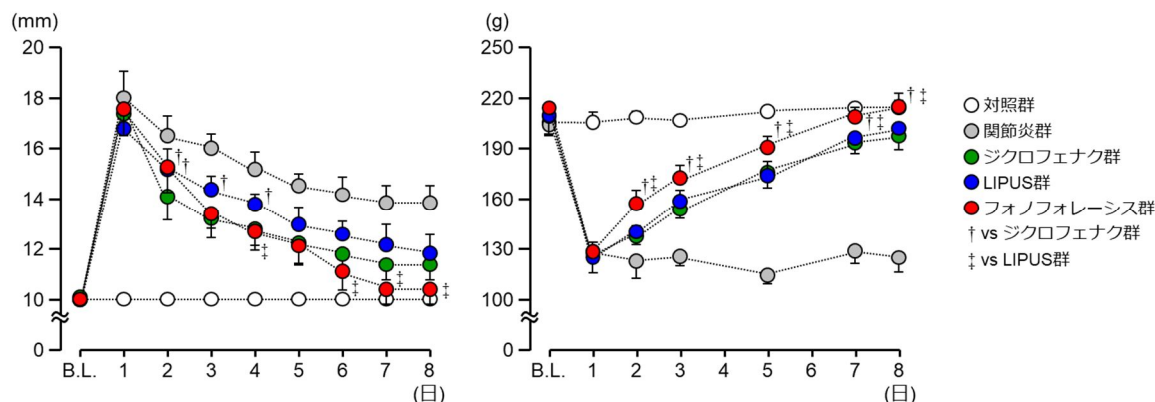 (mm)
20
18
16
14
12
10
0
B.L. 1 2 3 4 5 6 7 8
(日)
† † † †
‡ ‡ ‡ ‡
(g)
250
220
190
160
130
100
0
B.L. 1 2 3 4 5 6 4 8
(日)
†‡ †‡ †‡ †‡ †‡
対照群
関節炎群
ジクロフェナク群
LIPUS群
フォノフォレーシス群
† vs ジクロフェナク群
‡ vs LIPUS群